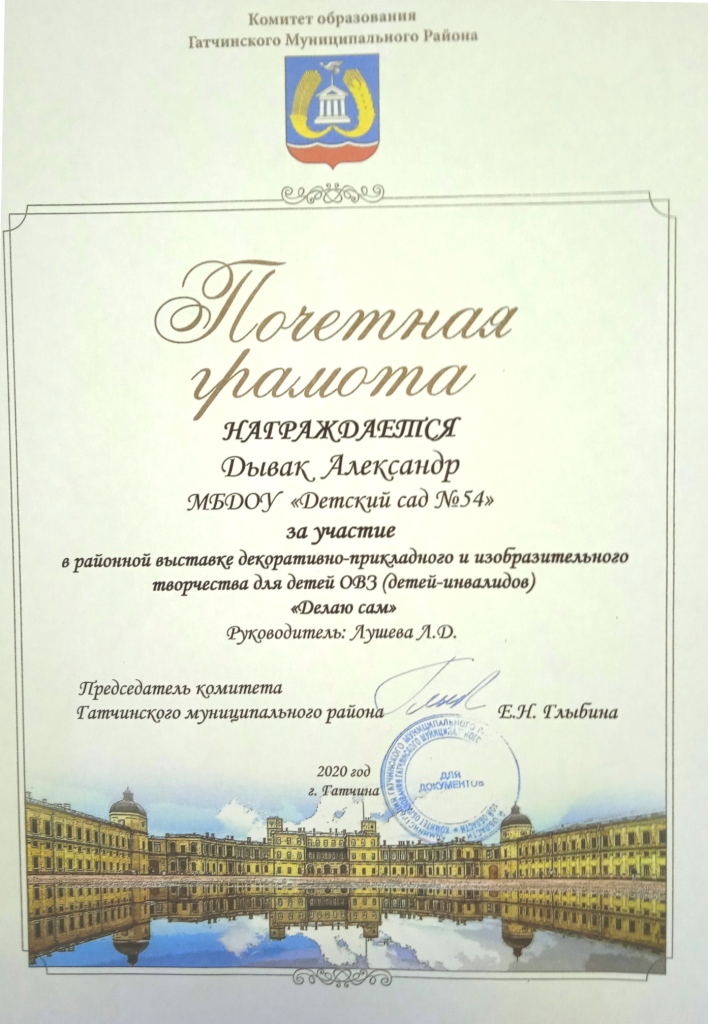 Комитет образования
Гатчинского Муниципального Района
Почетная
грамота
НАГРАЖДАЕТСЯ
Дывак Александр
МБДОУ «Детский сад №54»
за участие
в районной выставке декоративно-прикладного и изобразительного
творчества для детей ОВЗ (детей-инвалидов)
«Делаю сам»
Руководитель: Лушева Л.Д.
Председатель комитета
Гатчинского муниципального района
Е.Н. Глыбина
2020 год
г. Гатчина
ДЛЯ
ДОКУМЕНТОВ